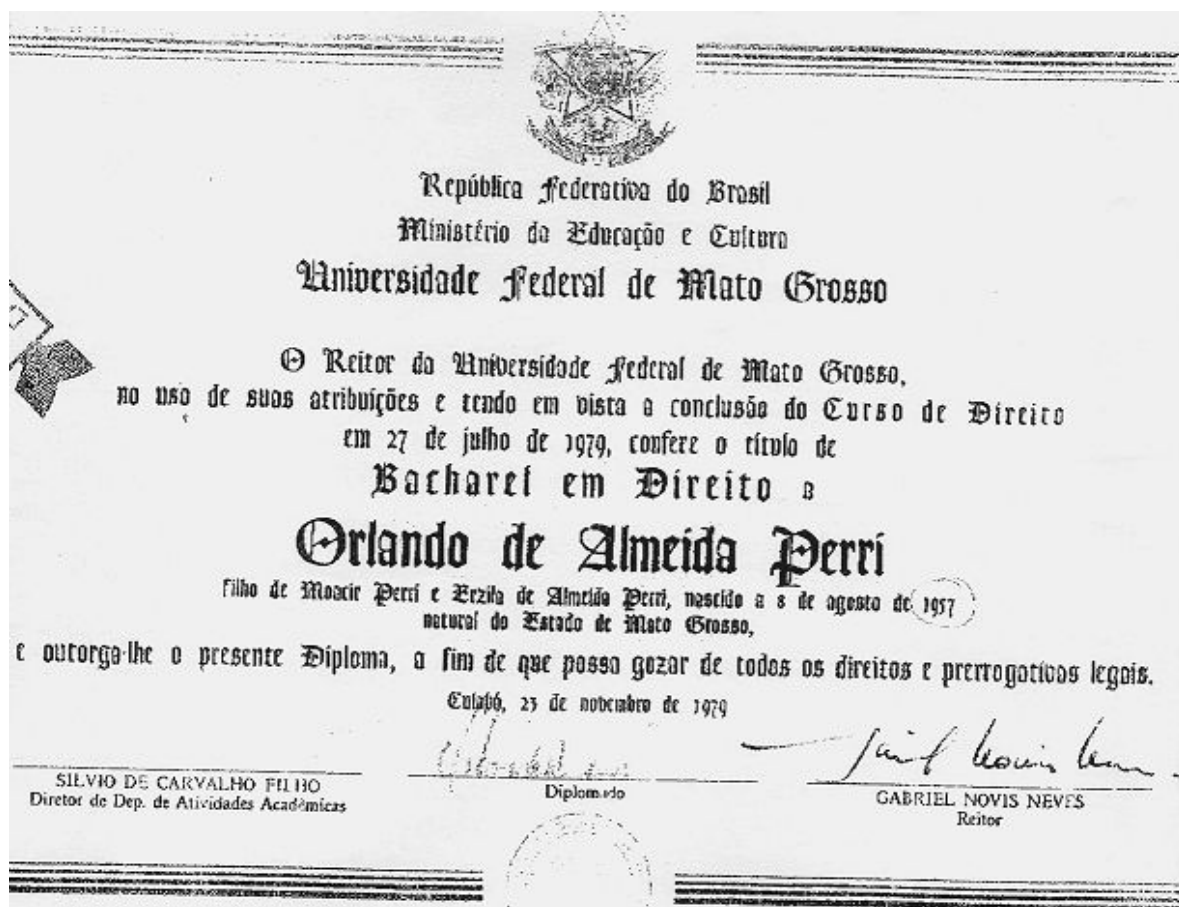 República Federativa do Brasil
Ministério da Educação e Cultura
Universidade Federal de Mato Grosso
O Reitor da Universidade Federal de Mato Grosso,
no uso de suas atribuições e tendo em vista a conclusão do Curso de Direito
em 27 de julho de 1979, confere o título de
Bacharel em Direito a
Orlando de Almeida Perri
filho de Moacir Perri e Erzila de Almeida Perri, nascido a 8 de agosto de 1957
natural do Estado de Mato Grosso,
e outorga-lhe o presente Diploma, a fim de que possa gozar de todos os direitos e prerrogativas legais.
Cuiabá, 23 de novembro de 1979
SILVIO DE CARVALHO FILHO
Diretor de Dep. de Atividades Acadêmicas
Diplomado
GABRIEL NOVIS NEVES
Reitor